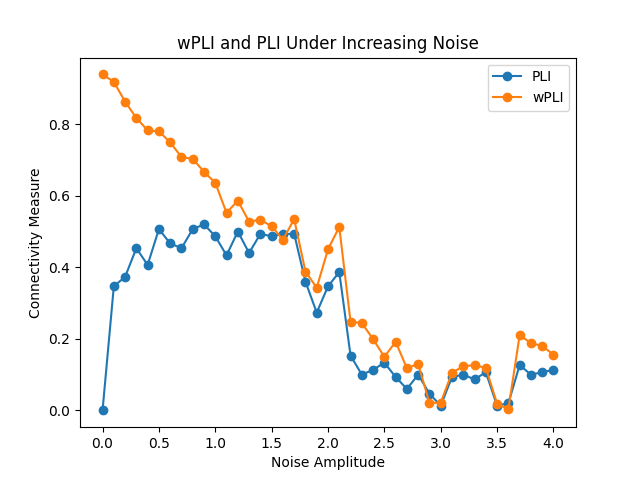 wPLI and PLI Under Increasing Noise
PLI
wPLI
Connectivity Measure
0.8
0.6
0.4
0.2
0.0
0.0 0.5 1.0 1.5 2.0 2.5 3.0 3.5 4.0
Noise Amplitude